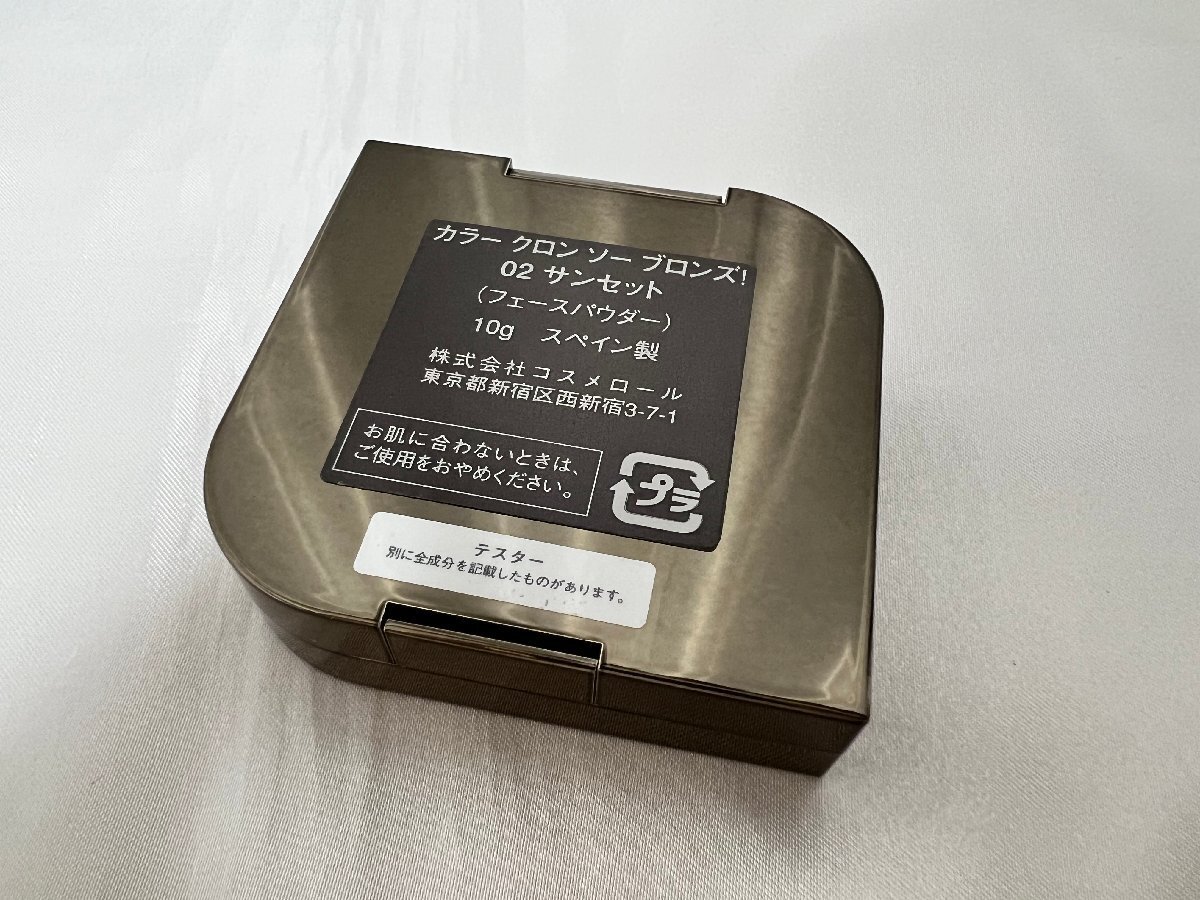 カラー クロン ソー ブロンズ!
02 サンセット
(フェースパウダー)
10g スペイン製
株式会社コスメロール
東京都新宿区西新宿3-7-1
お肌に合わないときは、
ご使用をおやめください。
プラ
テスター
別に全成分を記載したものがあります。